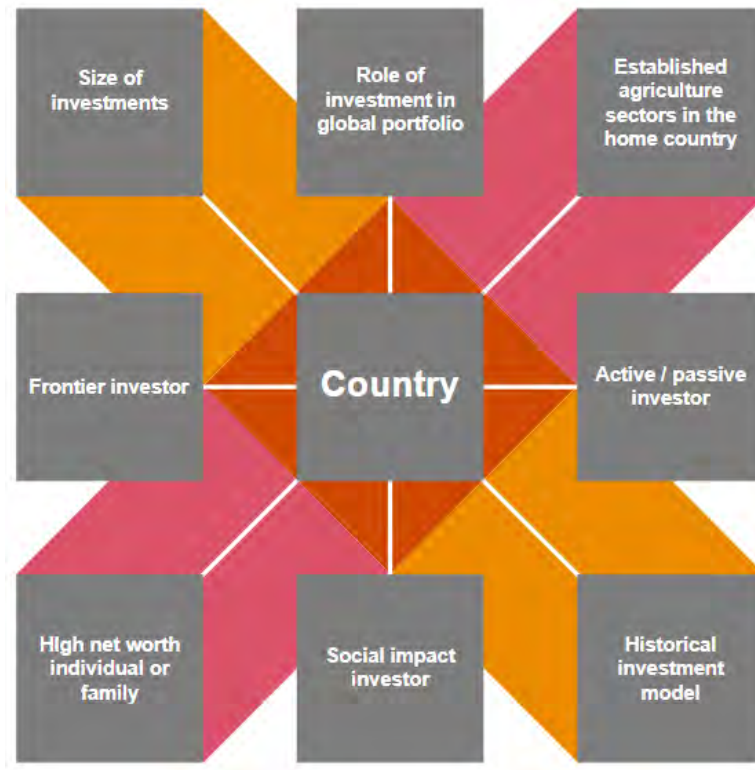 Size of
investments
Role of
investment in
global portfolio
Established
agriculture
sectors in the
home country
Frontier investor
Country
Active / passive
investor
HIgh net worth
individual or
family
Social impact
investor
Historical
investment
model